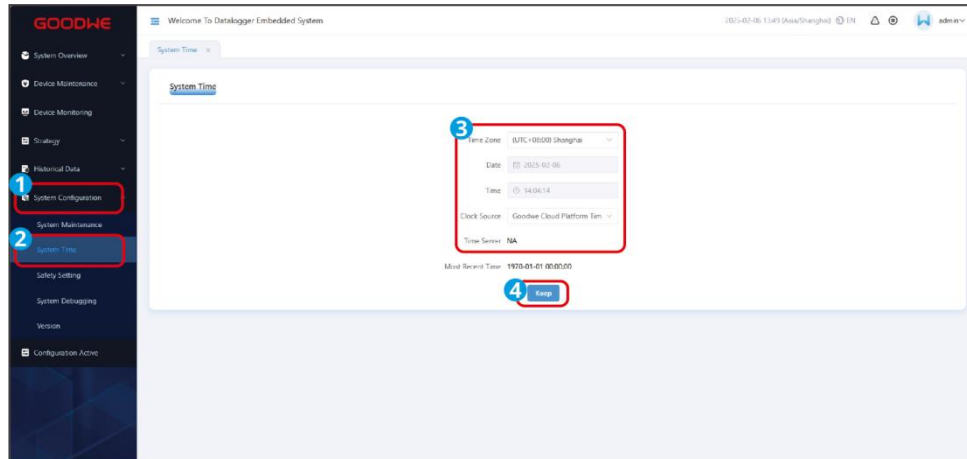 GOODWE
Welcome To Datalogger Embedded System
2025-02-06 13:49 (Asia/Shanghai) EN admin
System Overview
Device Maintenance
Device Monitoring
Strategy
Historical Data
1
System Configuration
System Maintenance
2
System Time
Safety Setting
System Debugging
Version
Configuration Active
System Time ×
System Time
3
Time Zone (UTC+08:00) Shanghai
Date 2025-02-06
Time 14:04:14
Clock Source Goodwe Cloud Platform Tim
Time Server NA
Most Recent Time 1970-01-01 00:00:00
4
Keep